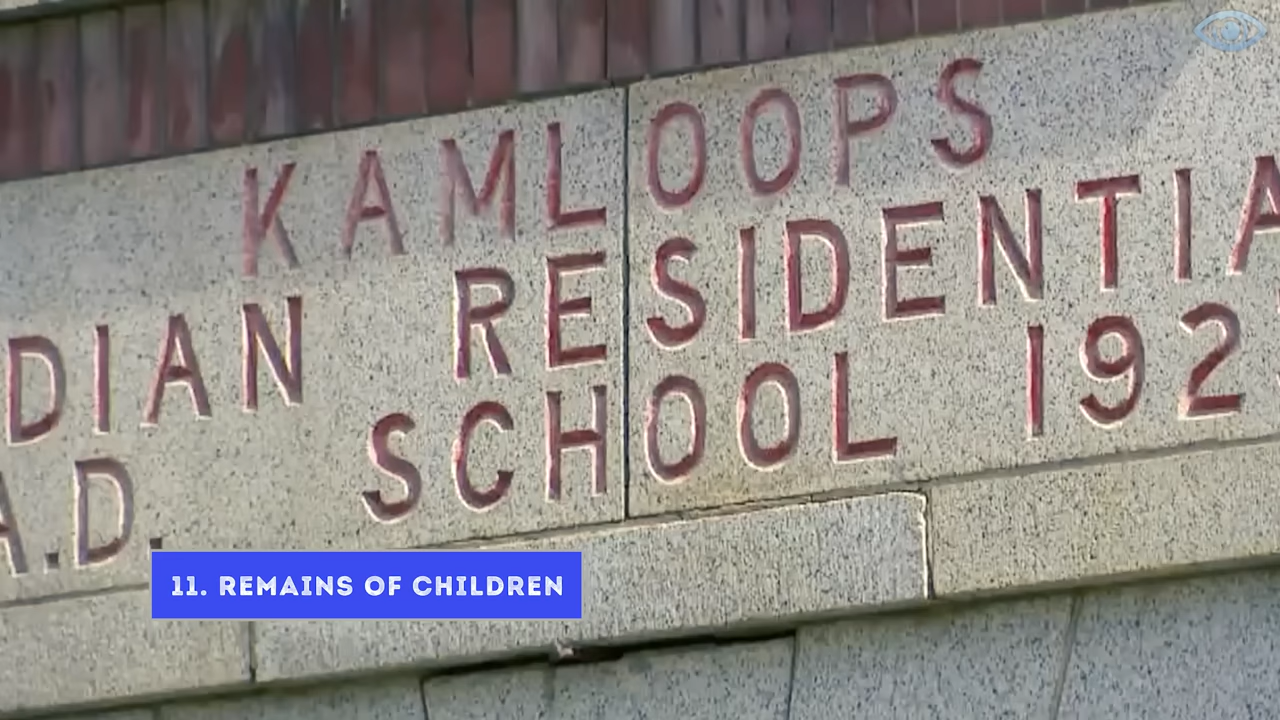 KAMLOOPS
DIAN RESIDENTIA
A.D. SCHOOL 192
11. REMAINS OF CHILDREN